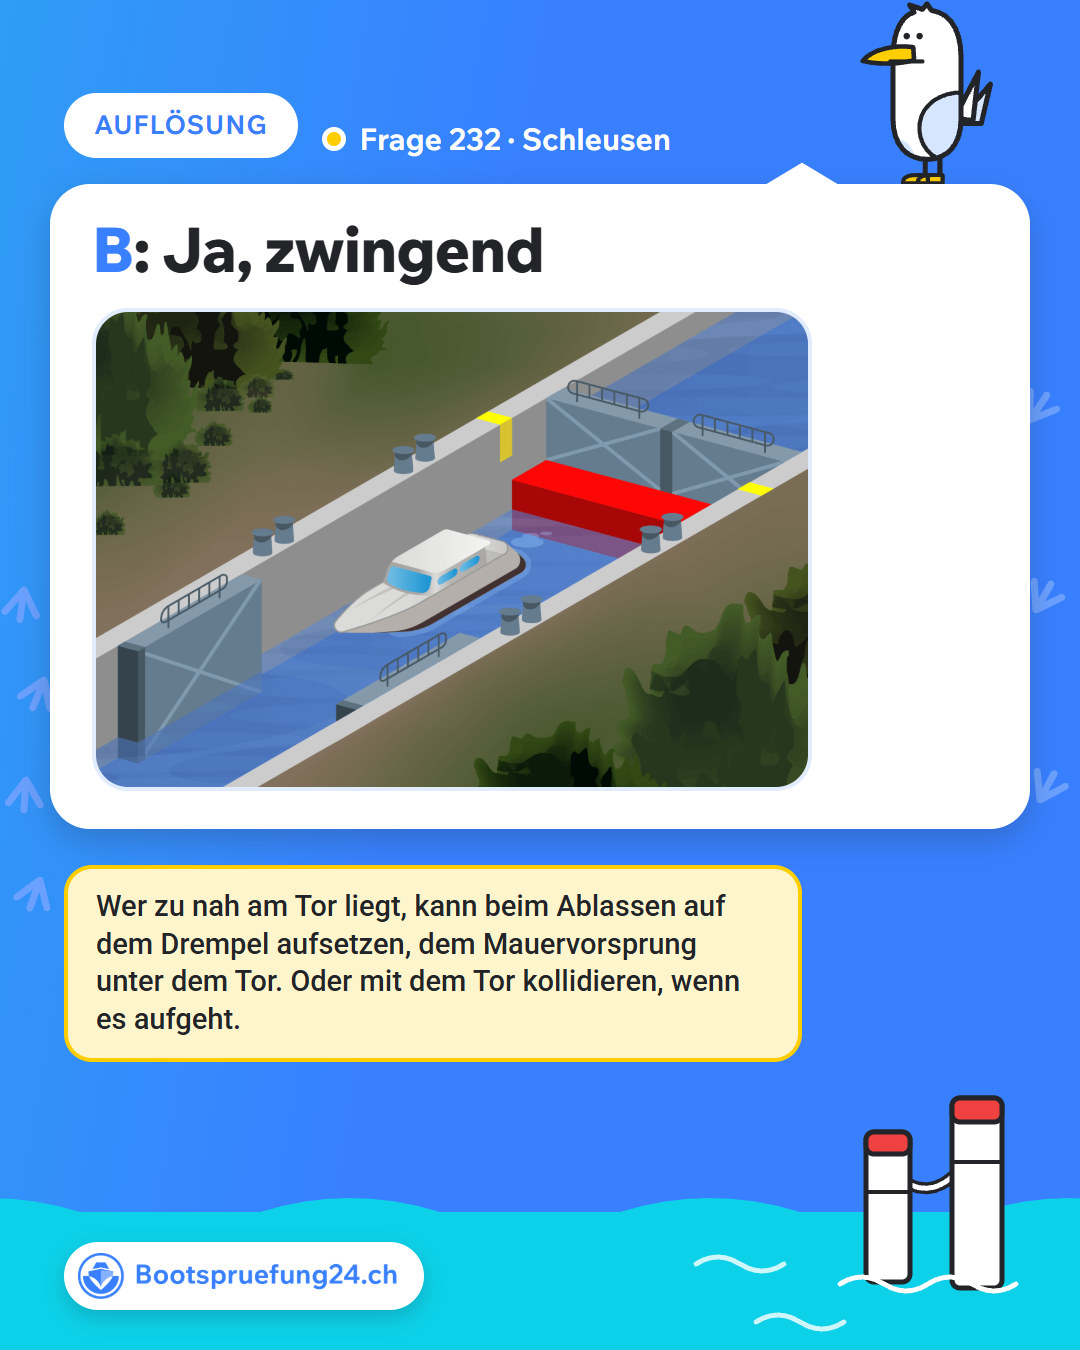 AUFLÖSUNG
Frage 232 · Schleusen
B: Ja, zwingend
Wer zu nah am Tor liegt, kann beim Ablassen auf
dem Drempel aufsetzen, dem Mauervorsprung
unter dem Tor. Oder mit dem Tor kollidieren, wenn
es aufgeht.
Bootspruefung24.ch